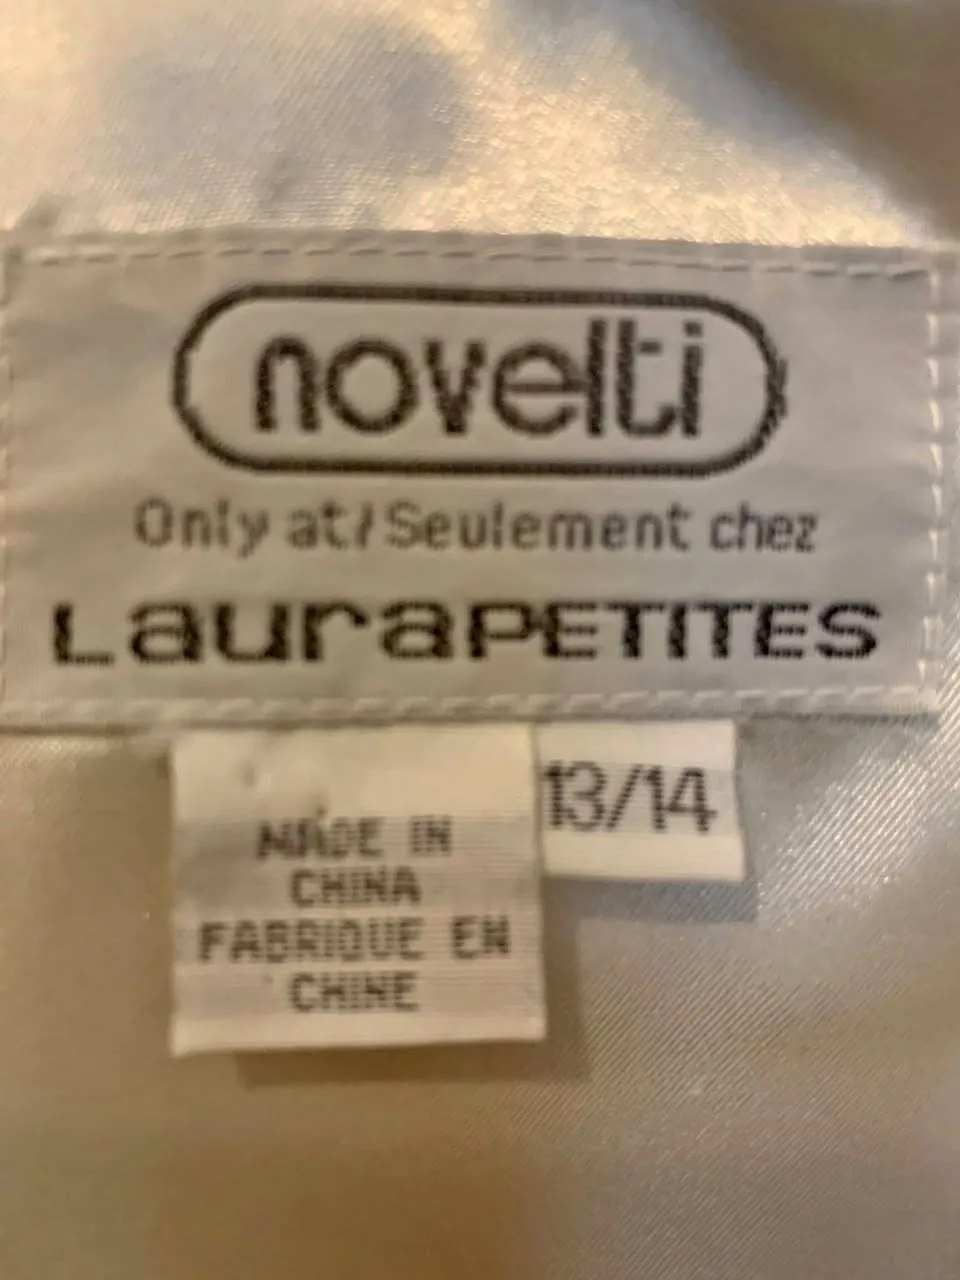 novelti
Only at/Seulement chez
LauraPETITES
13/14
MADE IN
CHINA
FABRIQUE EN
CHINE